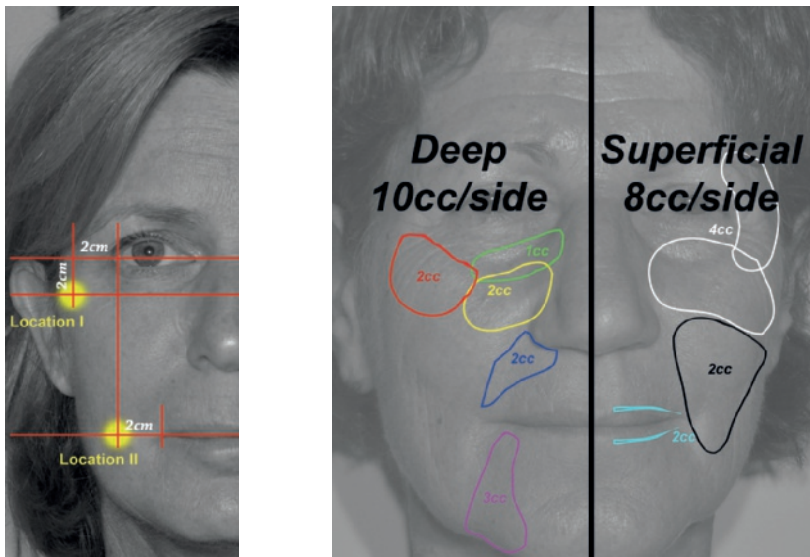 2cm
2cm
Location I
2cm
Location II
Deep
10cc/side
Superficial
8cc/side
1cc
2cc
2cc
2cc
3cc
4cc
2cc
2cc